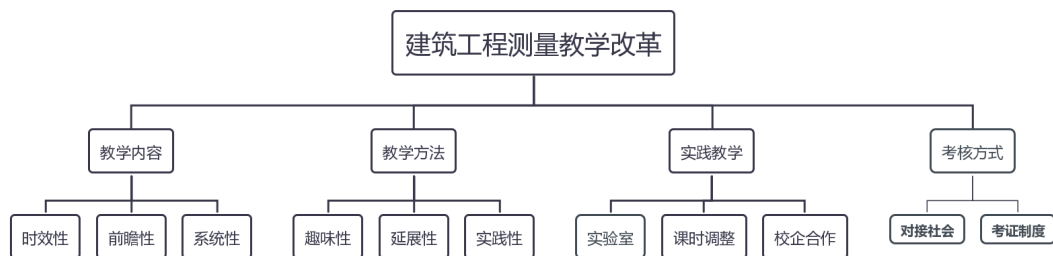 建筑工程测量教学改革
教学内容
教学方法
实践教学
考核方式
时效性
前瞻性
系统性
趣味性
延展性
实践性
实验室
课时调整
校企合作
对接社会
考证制度